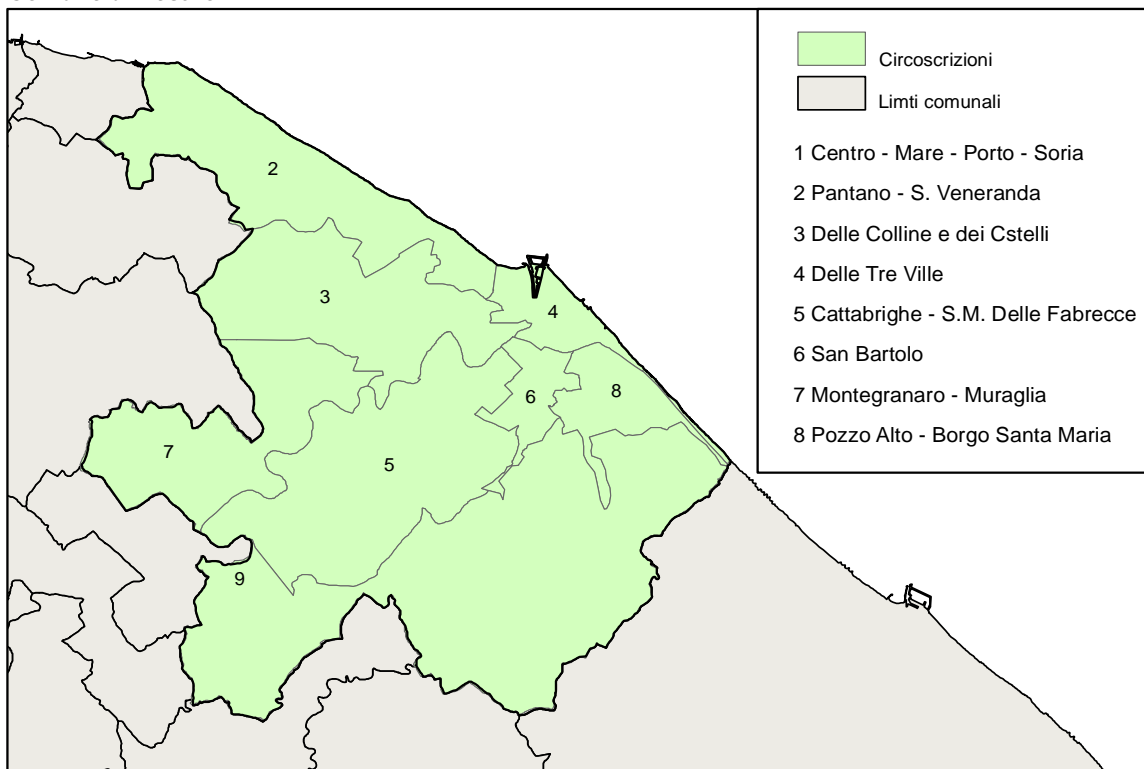 Circoscrizioni
Limti comunali
1 Centro - Mare - Porto - Soria
2 Pantano - S. Veneranda
3 Delle Colline e dei Cstelli
4 Delle Tre Ville
5 Cattabrighe - S.M. Delle Fabrecce
6 San Bartolo
7 Montegranaro - Muraglia
8 Pozzo Alto - Borgo Santa Maria
2
3
4
6
8
7
5
9